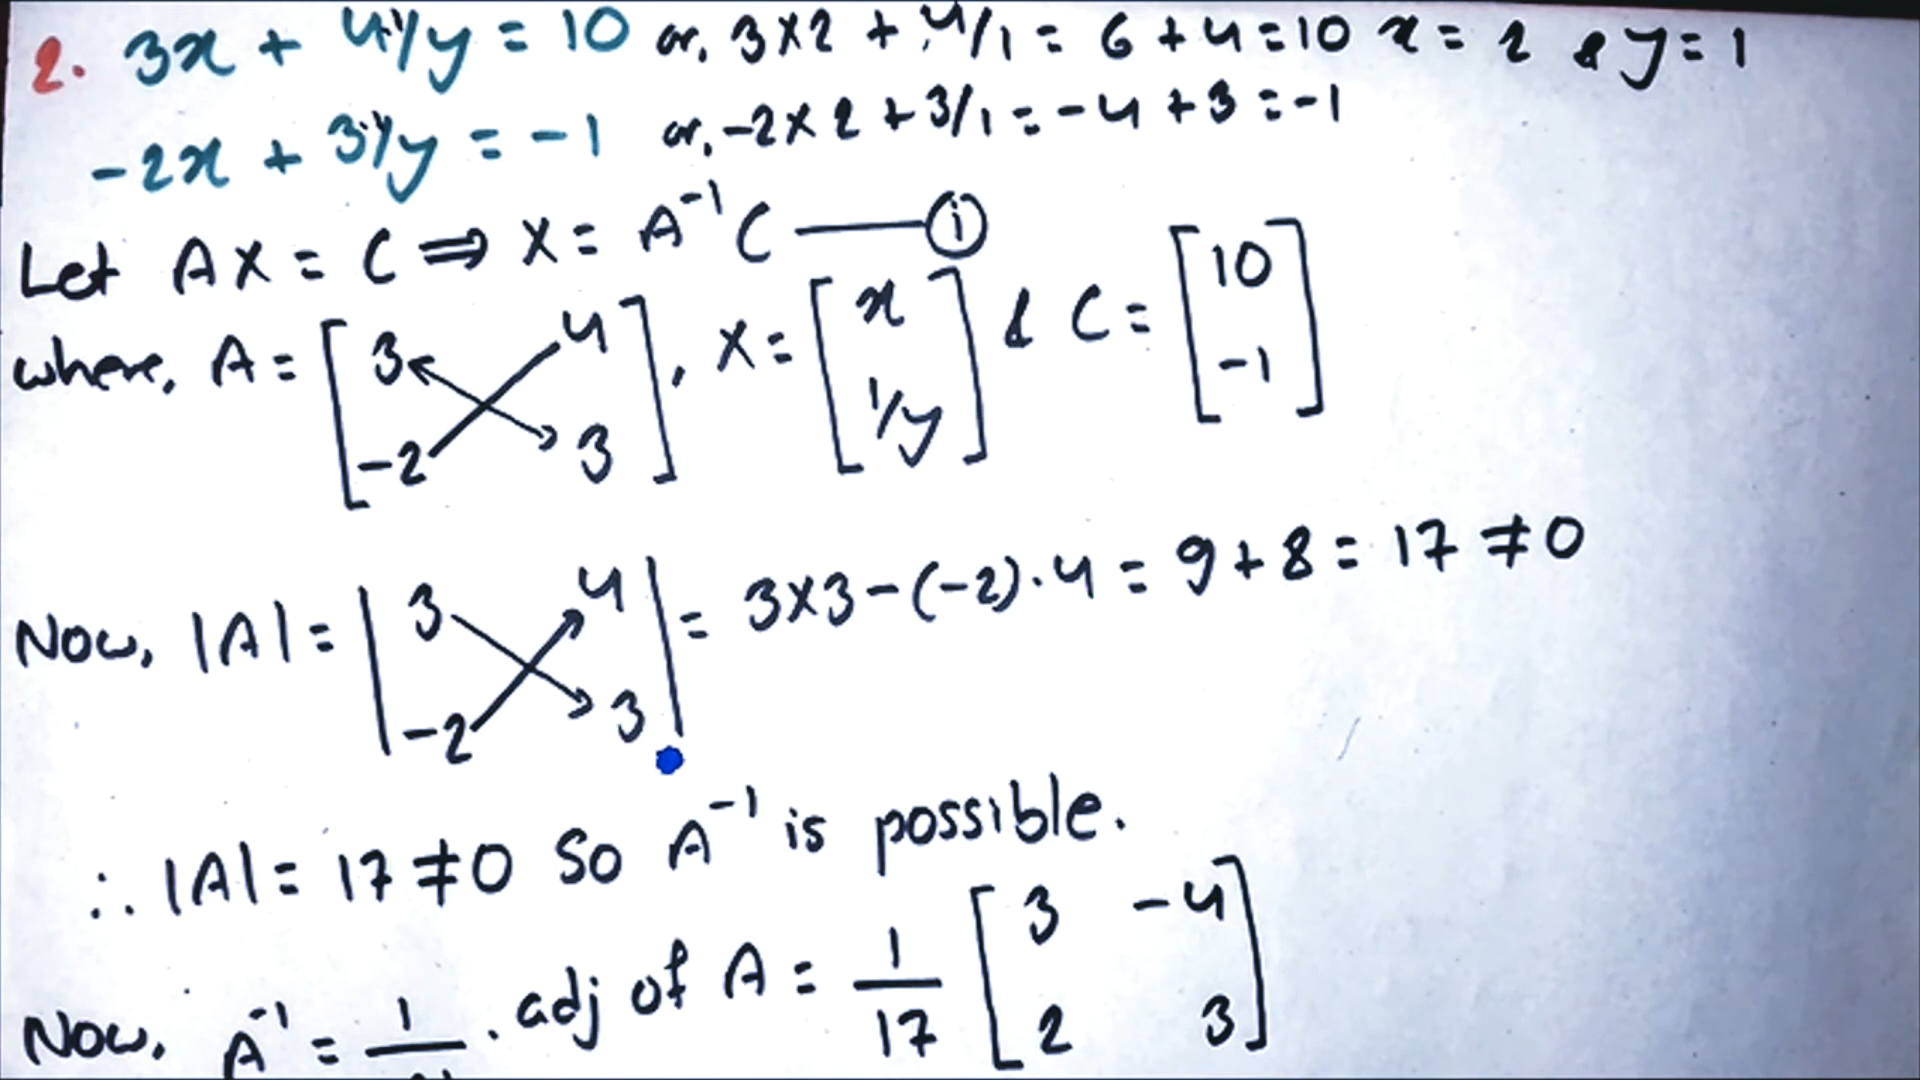 2. 3x + 4 1/y = 10 or, 3×2 + 4/1 = 6 + 4 = 10 x = 2 & y = 1
-2x + 3 1/y = -1 or, -2×2 + 3/1 = -4 + 3 = -1
Let AX = C ⇒ X = A⁻¹C —— (i)
where, A = [3 4; -2 3], X = [x; 1/y] & C = [10; -1]
Now, |A| = |3 4; -2 3| = 3×3 - (-2)·4 = 9 + 8 = 17 ≠ 0
∴ |A| = 17 ≠ 0 So A⁻¹ is possible.
Now, A⁻¹ = 1/ . adj of A = 1/17 [3 -4; 2 3]